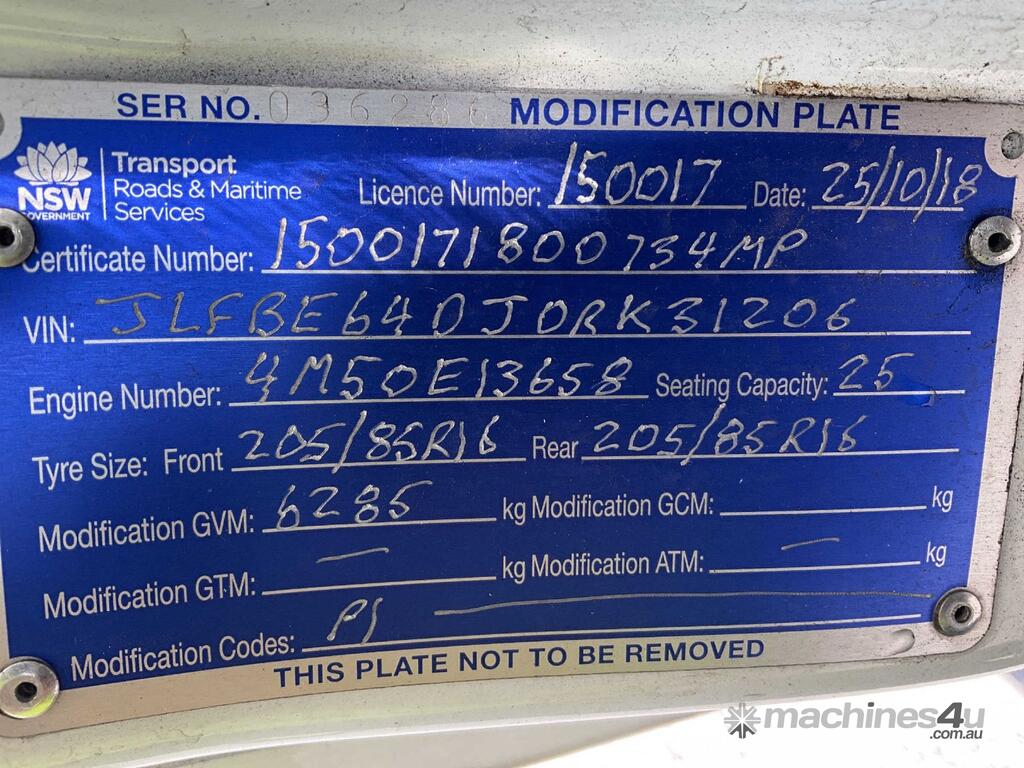 SER NO. 036286 MODIFICATION PLATE
NSW GOVERNMENT
Transport
Roads & Maritime
Services
Licence Number: 150017 Date: 25/10/18
Certificate Number: 1500171800734MP
VIN: JLFBE64DJ0RK31206
Engine Number: 4M50E13658 Seating Capacity: 25
Tyre Size: Front 205/85R16 Rear 205/85R16
Modification GVM: 6285 kg Modification GCM: kg
Modification GTM: — kg Modification ATM: — kg
Modification Codes: P1
THIS PLATE NOT TO BE REMOVED
machines4u
.com.au